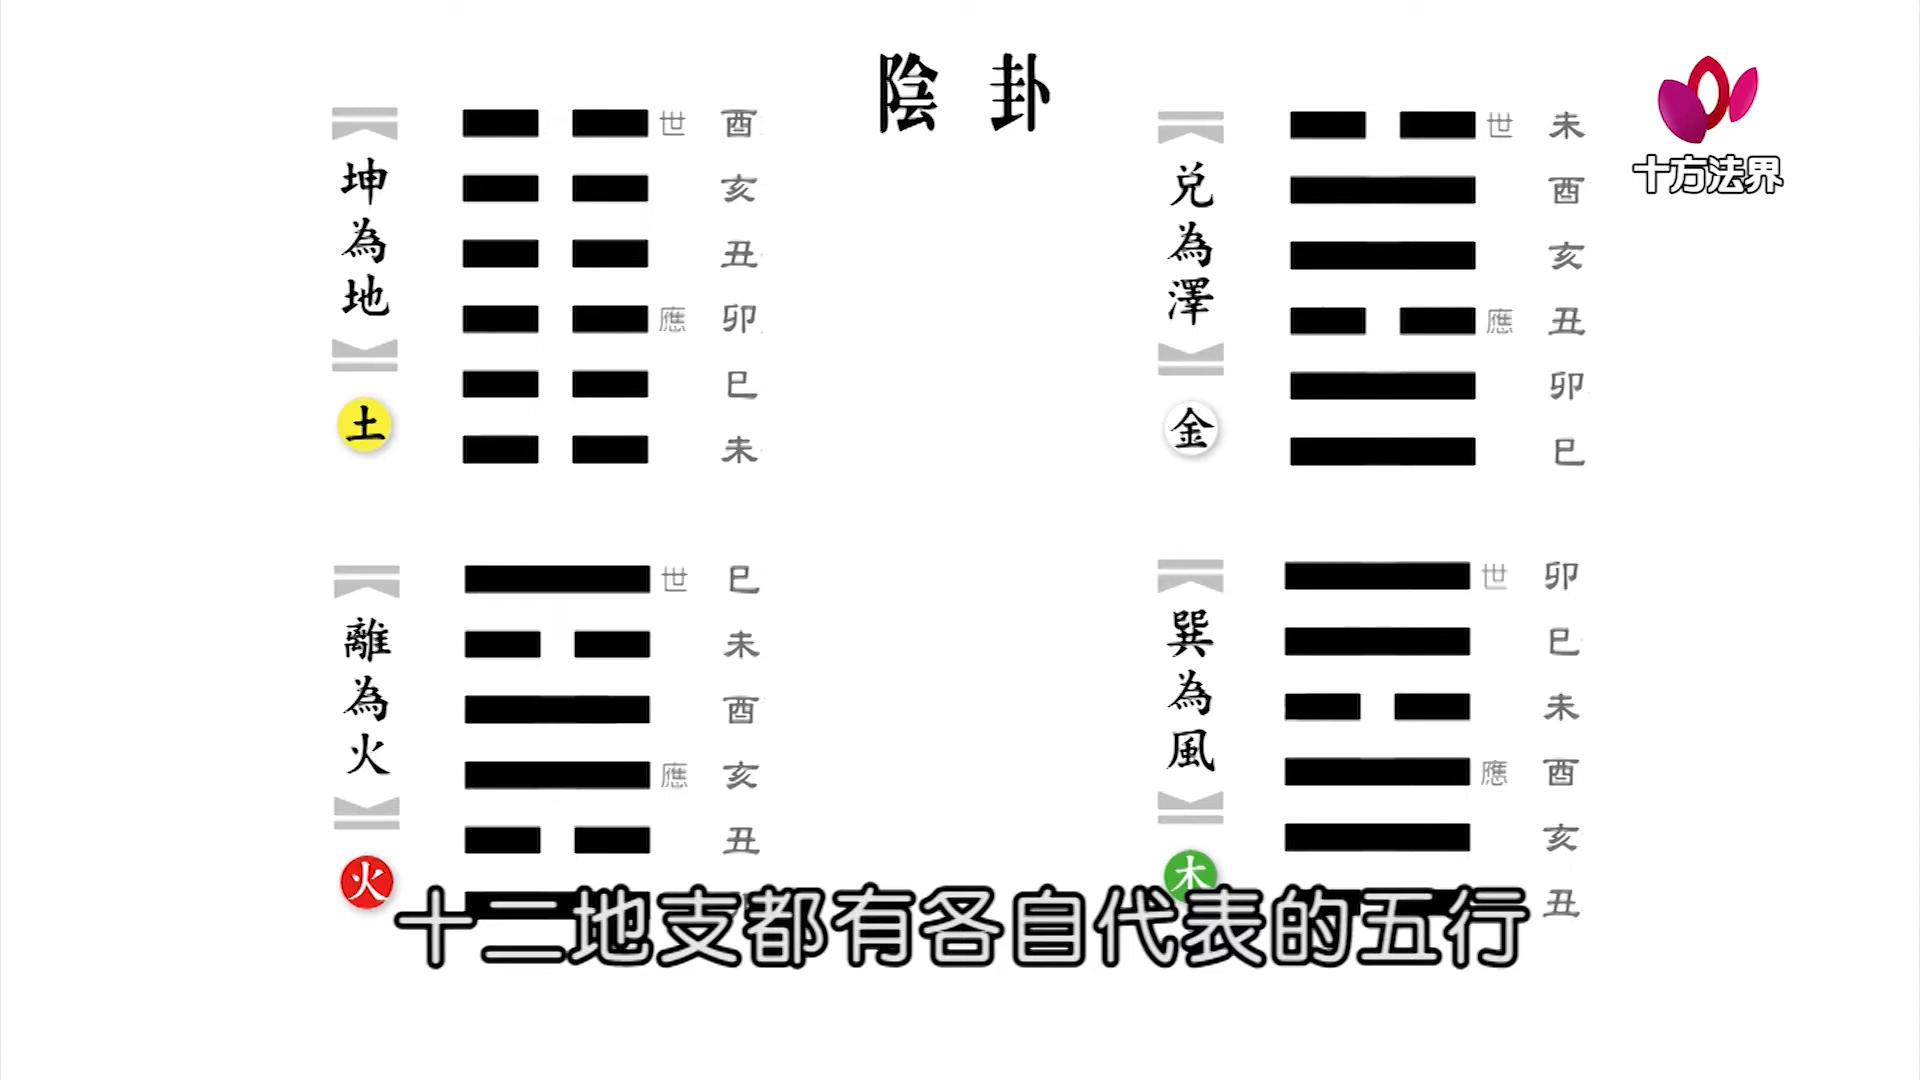 陰卦
十方法界
坤為地
土
世 酉
亥
丑
應 卯
巳
未
兌為澤
金
世 未
酉
亥
應 丑
卯
巳
離為火
火
世 巳
未
酉
應 亥
丑
巽為風
木
世 卯
巳
未
應 酉
亥
丑
十二地支都有各自代表的五行